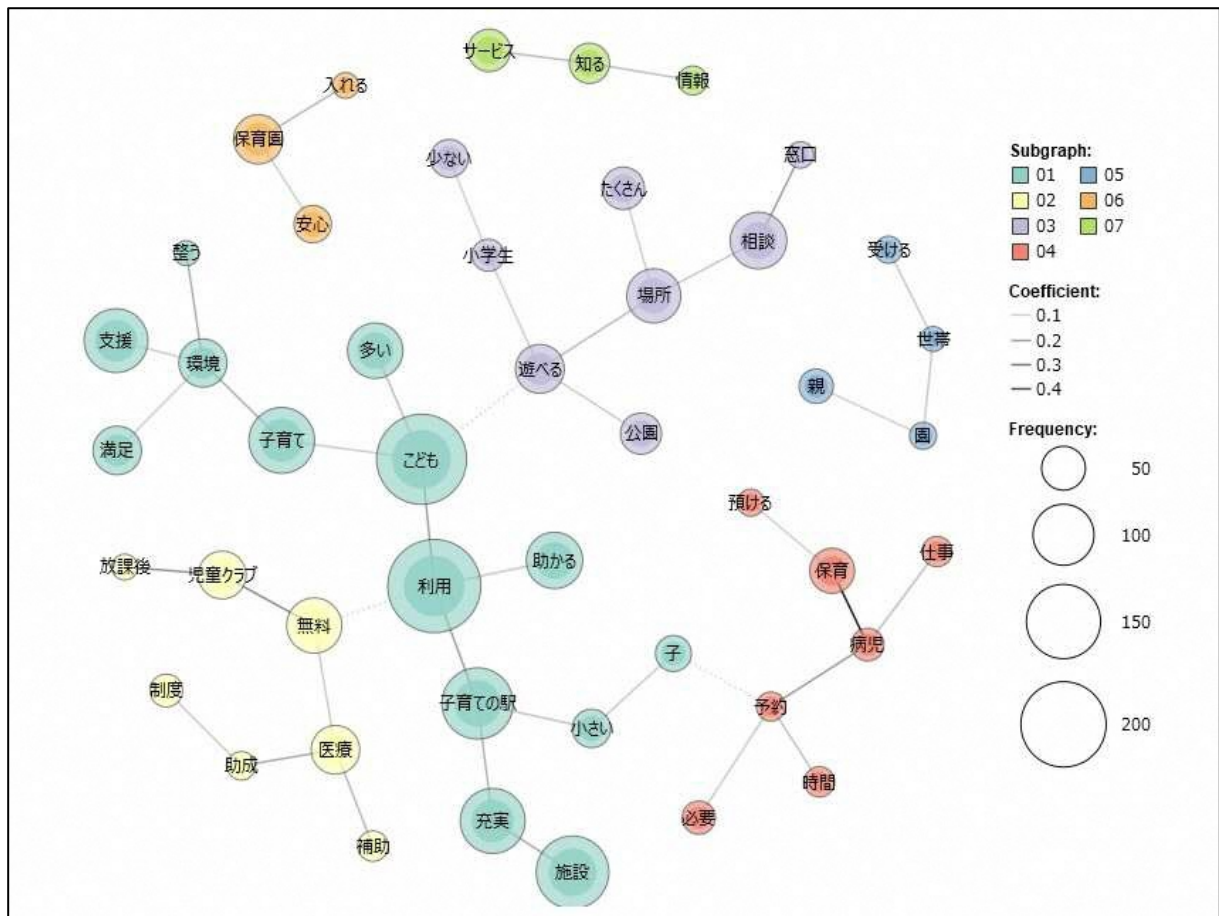 サービス
知る
情報
入れる
保育園
安心
少ない
たくさん
窓口
小学生
相談
場所
遊べる
公園
受ける
世帯
親
園
整う
支援
環境
満足
子育て
多い
こども
利用
助かる
子育ての駅
小さい
子
充実
施設
放課後
児童クラブ
無料
制度
助成
医療
補助
預ける
保育
仕事
病児
予約
時間
必要
Subgraph:
01 05
02 06
03 07
04
Coefficient:
0.1
0.2
0.3
0.4
Frequency:
50
100
150
200